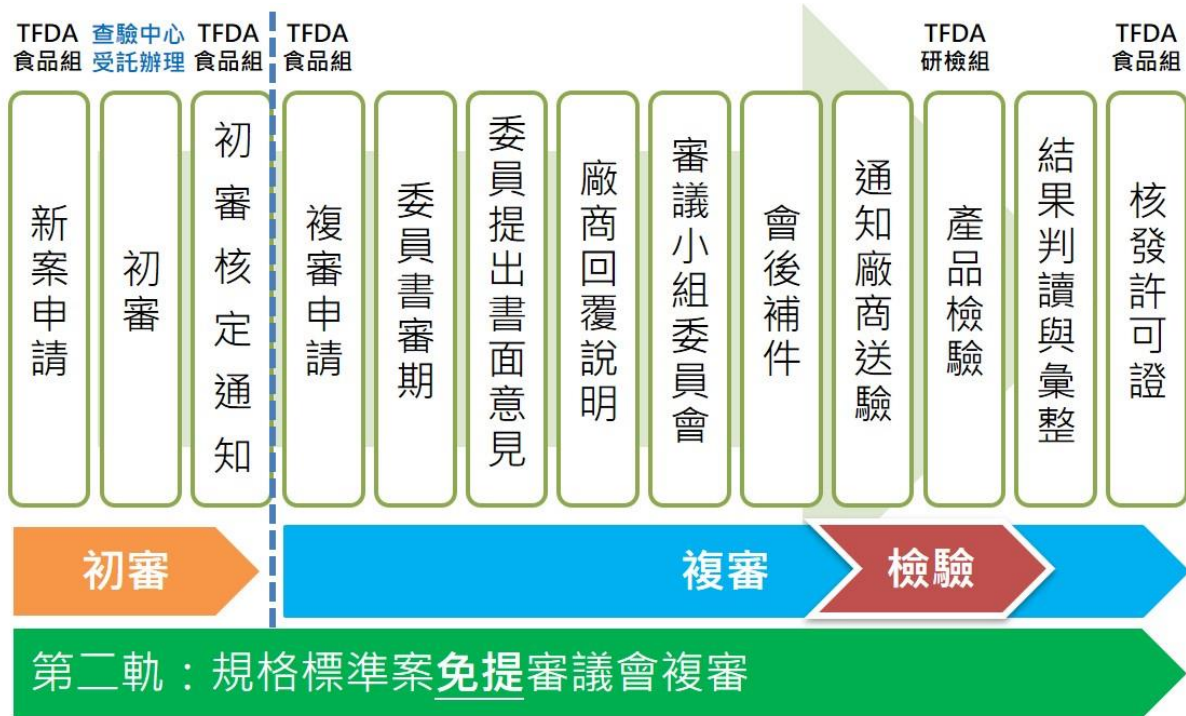 TFDA
食品組
查驗中心
受託辦理
TFDA
食品組
TFDA
食品組
TFDA
研檢組
TFDA
食品組
新案申請
初審
初審核定通知
複審申請
委員書審期
委員提出書面意見
廠商回覆說明
審議小組委員會
會後補件
通知廠商送驗
產品檢驗
結果判讀與彙整
核發許可證
初審
複審
檢驗
第二軌：規格標準案免提審議會複審